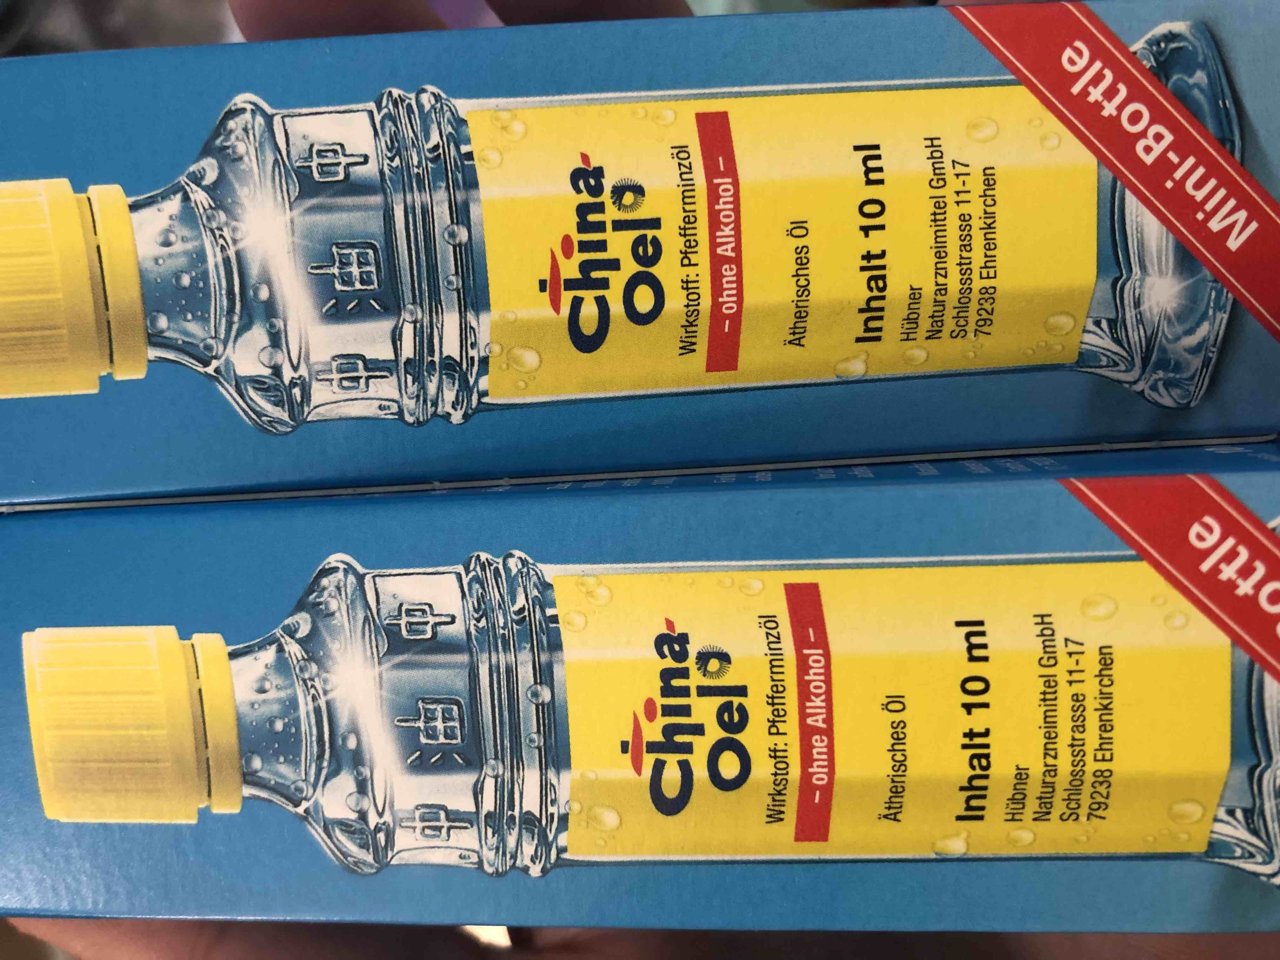 China-
Oel
Wirkstoff: Pfefferminzöl
– ohne Alkohol –
Ätherisches Öl
Inhalt 10 ml
Hübner
Naturarzneimittel GmbH
Schlossstrasse 11-17
79238 Ehrenkirchen
Mini-Bottle
China-
Oel
Wirkstoff: Pfefferminzöl
– ohne Alkohol –
Ätherisches Öl
Inhalt 10 ml
Hübner
Naturarzneimittel GmbH
Schlossstrasse 11-17
79238 Ehrenkirchen
ottle